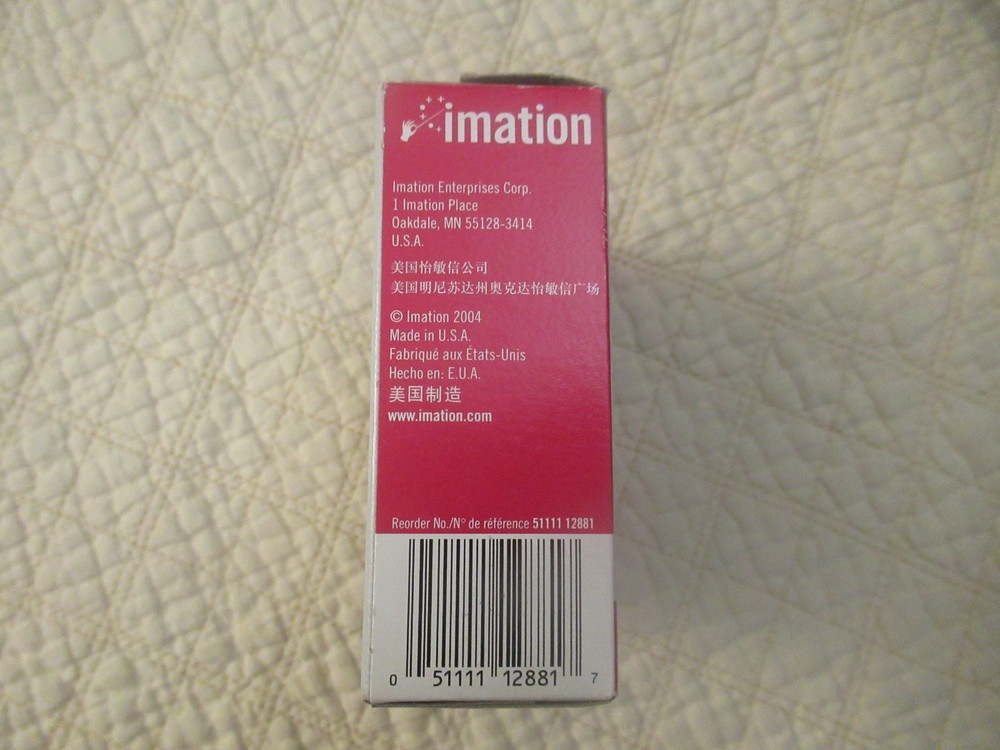 imation
Imation Enterprises Corp.
1 Imation Place
Oakdale, MN 55128-3414
U.S.A.
美国怡敏信公司
美国明尼苏达州奥克达怡敏信广场
© Imation 2004
Made in U.S.A.
Fabriqué aux États-Unis
Hecho en: E.U.A.
美国制造
www.imation.com
Reorder No./N° de référence 51111 12881
0 51111 12881 7